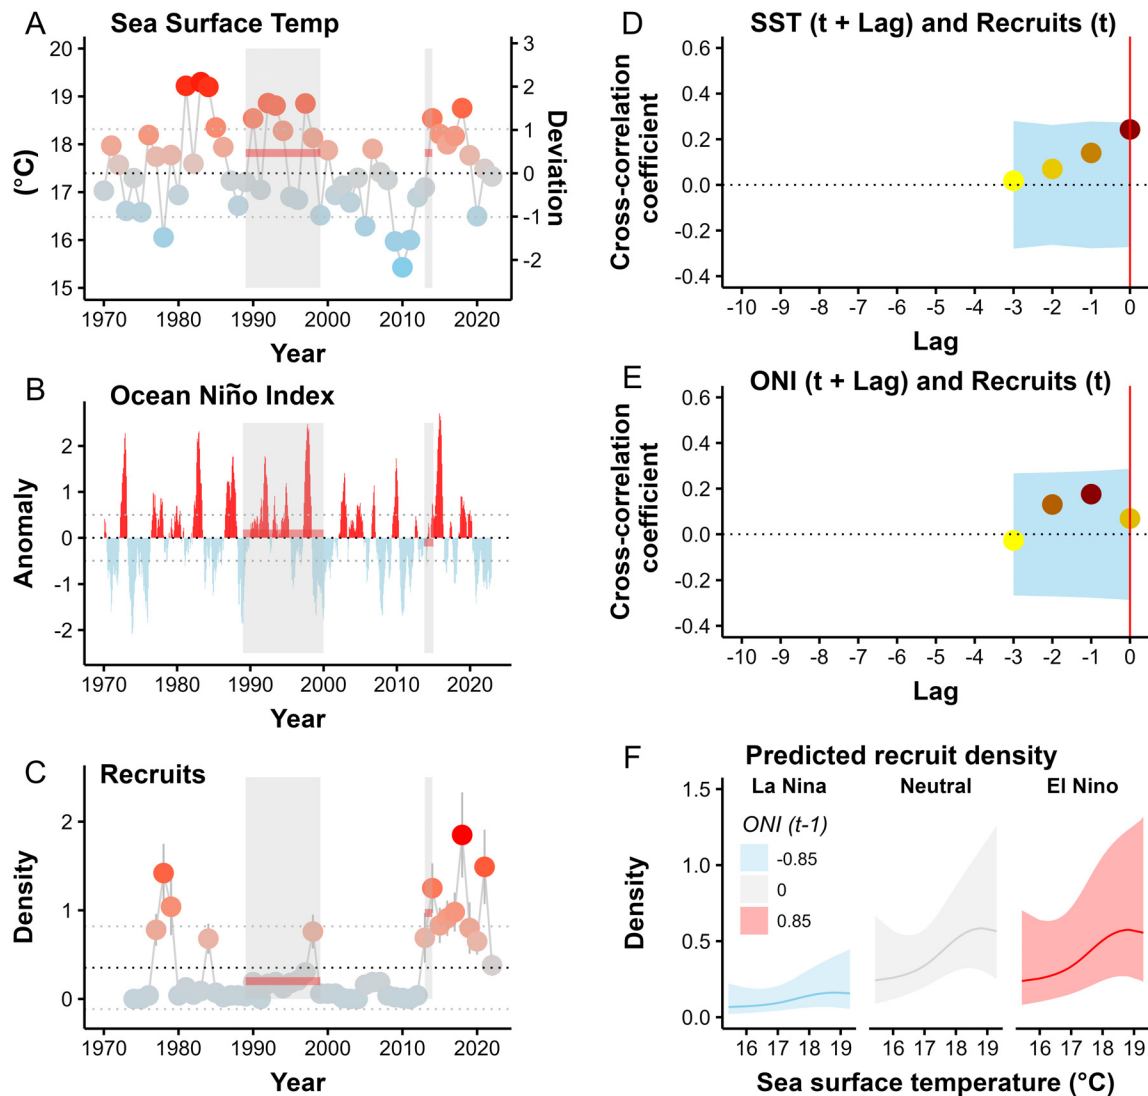 A
Sea Surface Temp
20
19
18
17
16
15
(°C)
3
2
1
0
-1
-2
Deviation
1970 1980 1990 2000 2010 2020
Year
B
Ocean Niño Index
2
1
0
-1
-2
Anomaly
1970 1980 1990 2000 2010 2020
Year
C
Recruits
2
1
0
Density
1970 1980 1990 2000 2010 2020
Year
D
SST (t + Lag) and Recruits (t)
0.6
0.4
0.2
0.0
-0.2
-0.4
Cross-correlation
coefficient
-10 -9 -8 -7 -6 -5 -4 -3 -2 -1 0
Lag
E
ONI (t + Lag) and Recruits (t)
0.6
0.4
0.2
0.0
-0.2
-0.4
Cross-correlation
coefficient
-10 -9 -8 -7 -6 -5 -4 -3 -2 -1 0
Lag
F
Predicted recruit density
La Nina Neutral El Nino
1.5
1.0
0.5
0.0
Density
ONI (t-1)
-0.85
0
0.85
16 17 18 19 16 17 18 19 16 17 18 19
Sea surface temperature (°C)